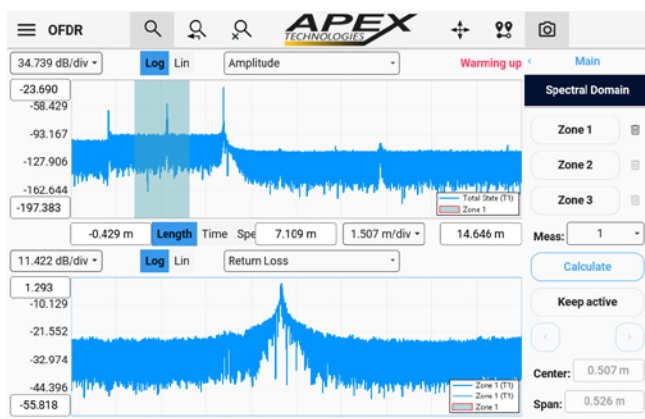 OFDR
APEX
TECHNOLOGIES
34.739 dB/div
Log Lin
Amplitude
Warming up
Main
-23.690
-58.429
-93.167
-127.906
-162.644
-197.383
Total State (T1)
Zone 1
Spectral Domain
Zone 1
Zone 2
Zone 3
-0.429 m
Length Time Spe
7.109 m
1.507 m/div
14.646 m
Meas: 1
11.422 dB/div
Log Lin
Return Loss
Calculate
1.293
-10.129
-21.552
-32.974
-44.396
-55.818
Zone 1 (T1)
Zone 1 (T1)
Zone 1
Keep active
Center: 0.507 m
Span: 0.526 m